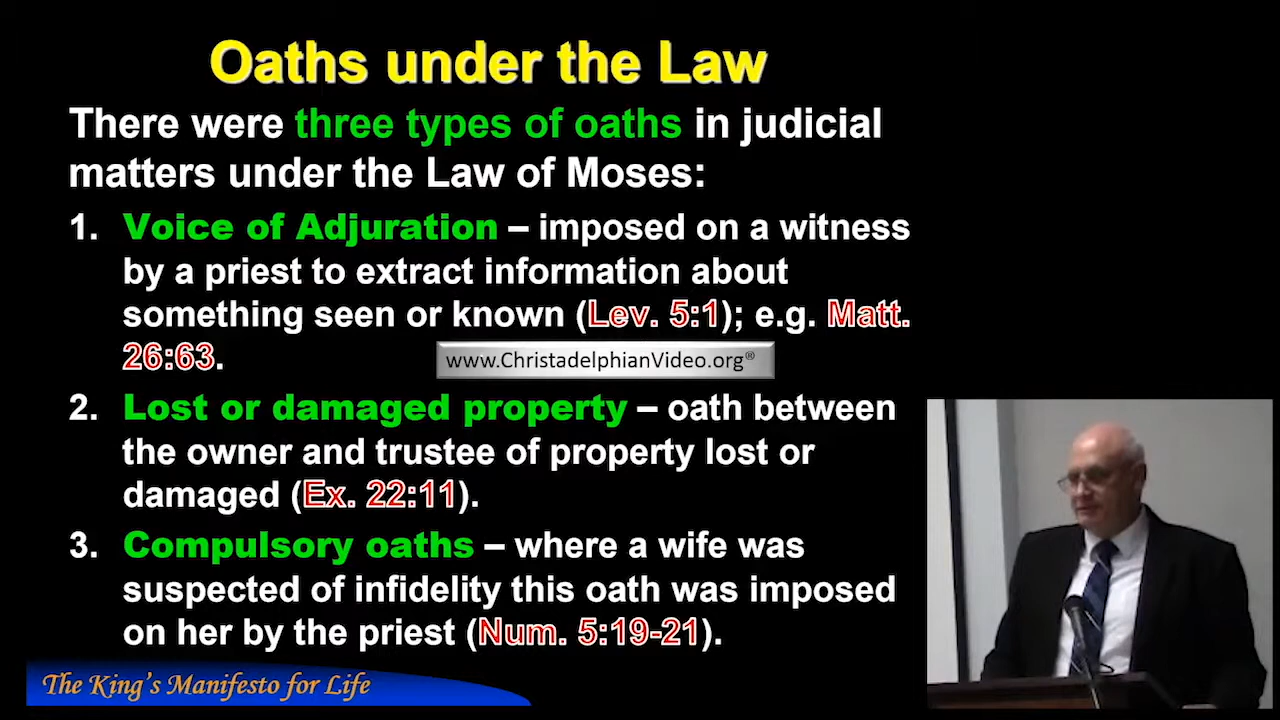 Oaths under the Law
There were three types of oaths in judicial
matters under the Law of Moses:
1. Voice of Adjuration – imposed on a witness
by a priest to extract information about
something seen or known (Lev. 5:1); e.g. Matt.
26:63.
www.ChristadelphianVideo.org®
2. Lost or damaged property – oath between
the owner and trustee of property lost or
damaged (Ex. 22:11).
3. Compulsory oaths – where a wife was
suspected of infidelity this oath was imposed
on her by the priest (Num. 5:19-21).
The King's Manifesto for Life